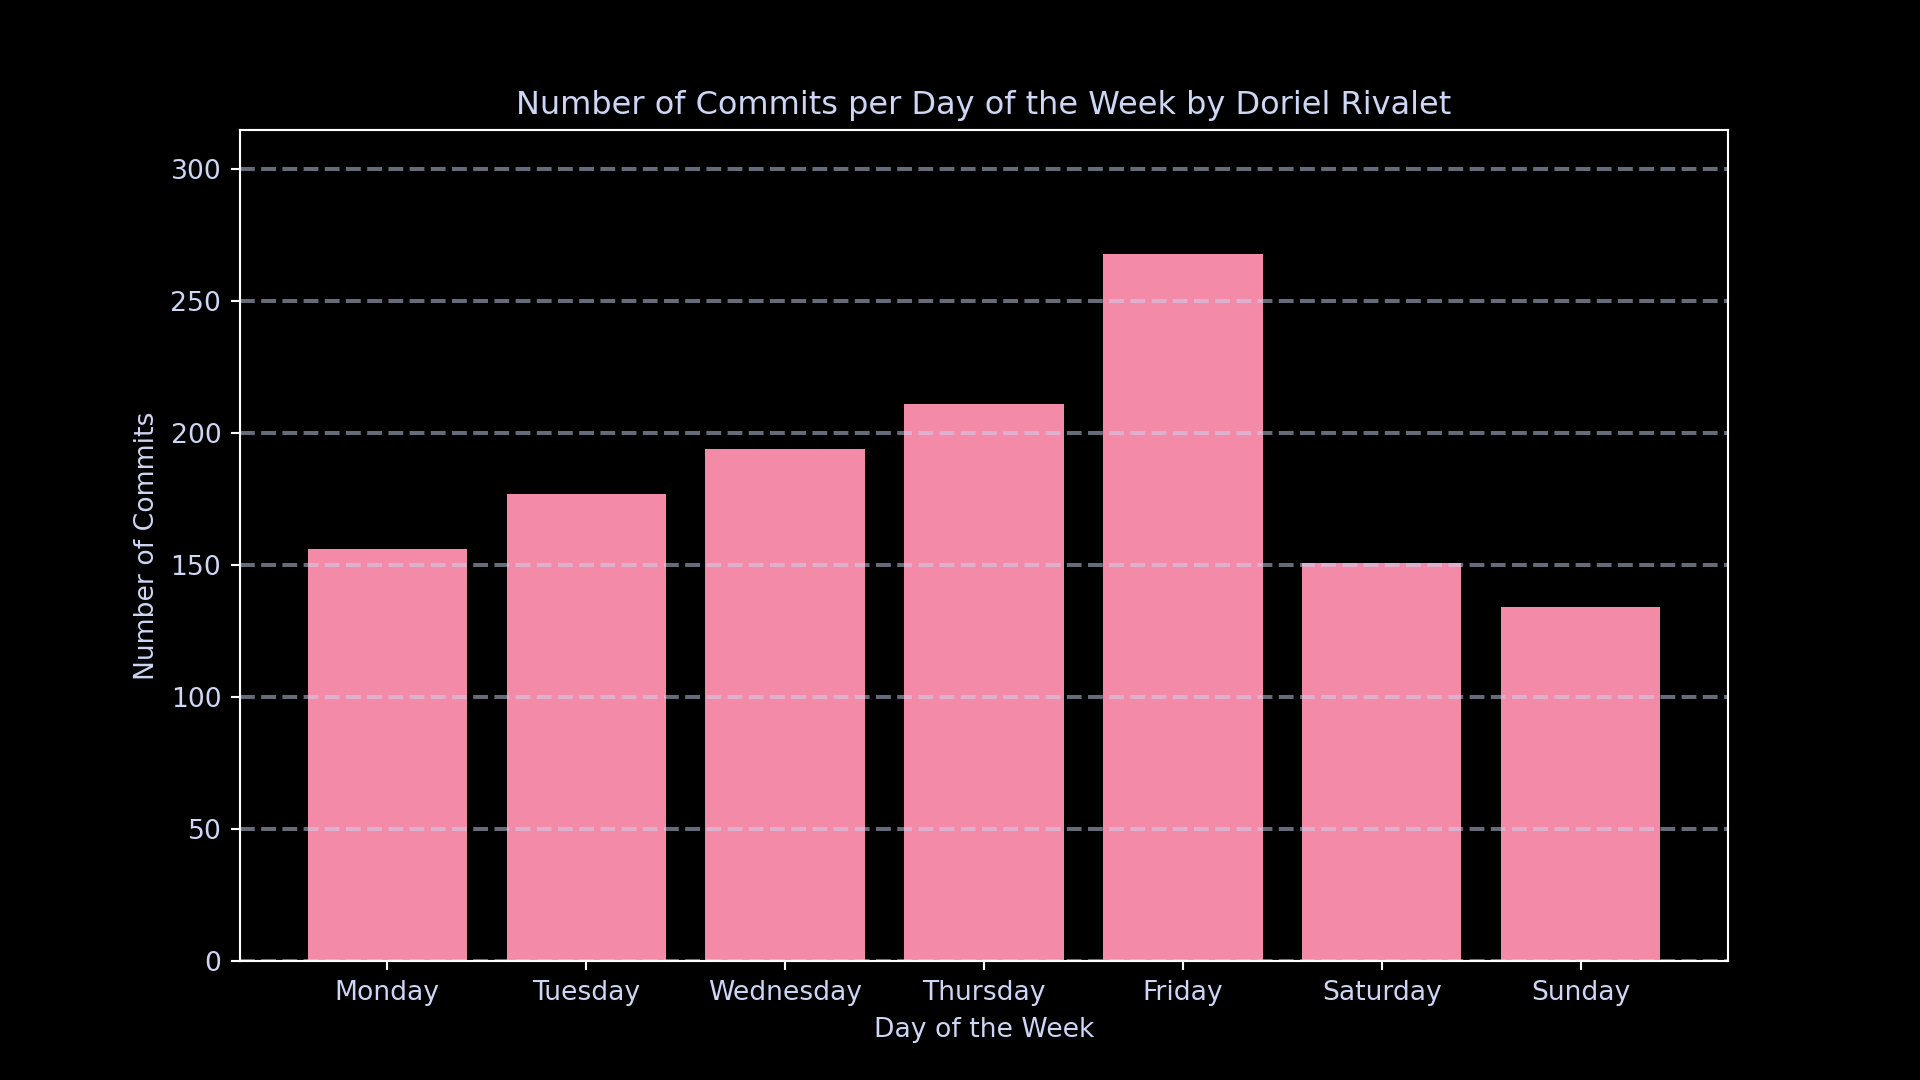 Number of Commits per Day of the Week by Doriel Rivalet
Number of Commits
300
250
200
150
100
50
0
Monday Tuesday Wednesday Thursday Friday Saturday Sunday
Day of the Week